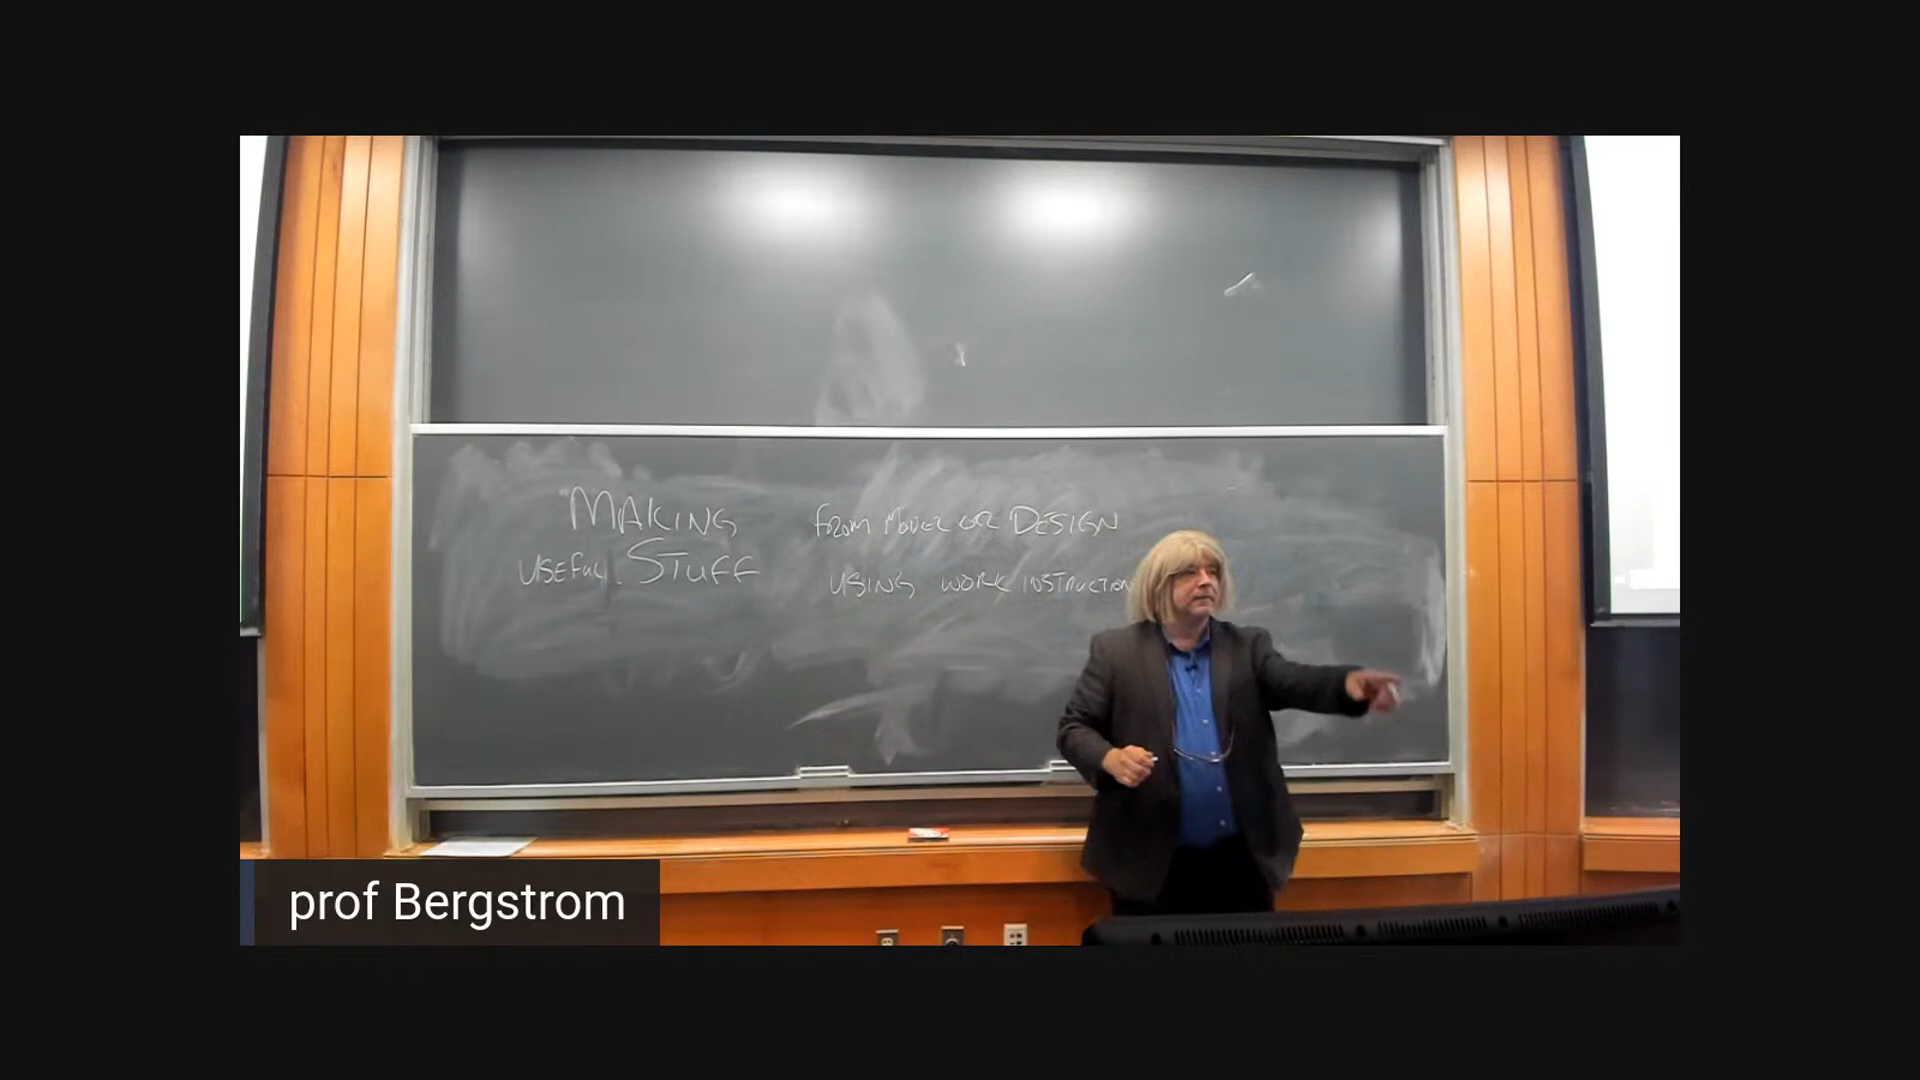 MAKING
USEFUL STUFF
FROM MODEL OR DESIGN
USING WORK INSTRUCTION
prof Bergstrom